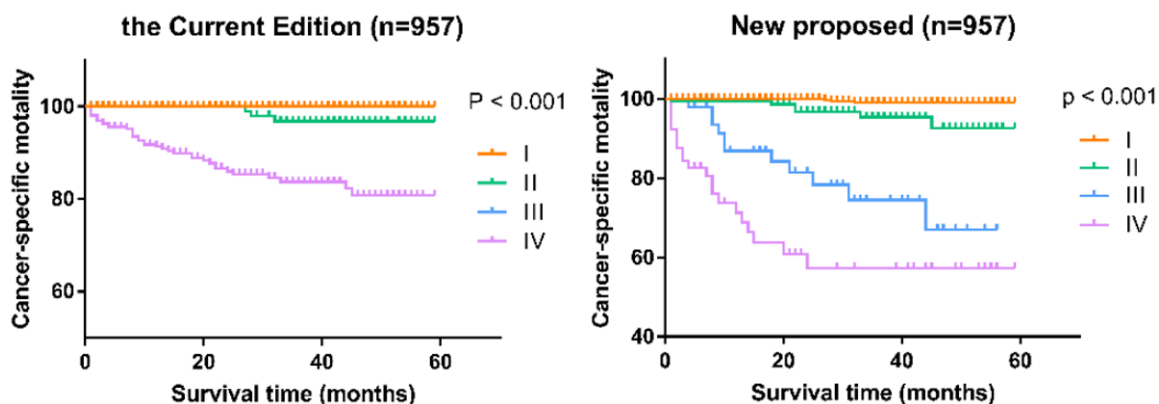 the Current Edition (n=957)
Cancer-specific motality
100
80
60
0
20
40
60
Survival time (months)
P < 0.001
I
II
III
IV
New proposed (n=957)
Cancer-specific motality
100
80
60
40
0
20
40
60
Survival time (months)
p < 0.001
I
II
III
IV